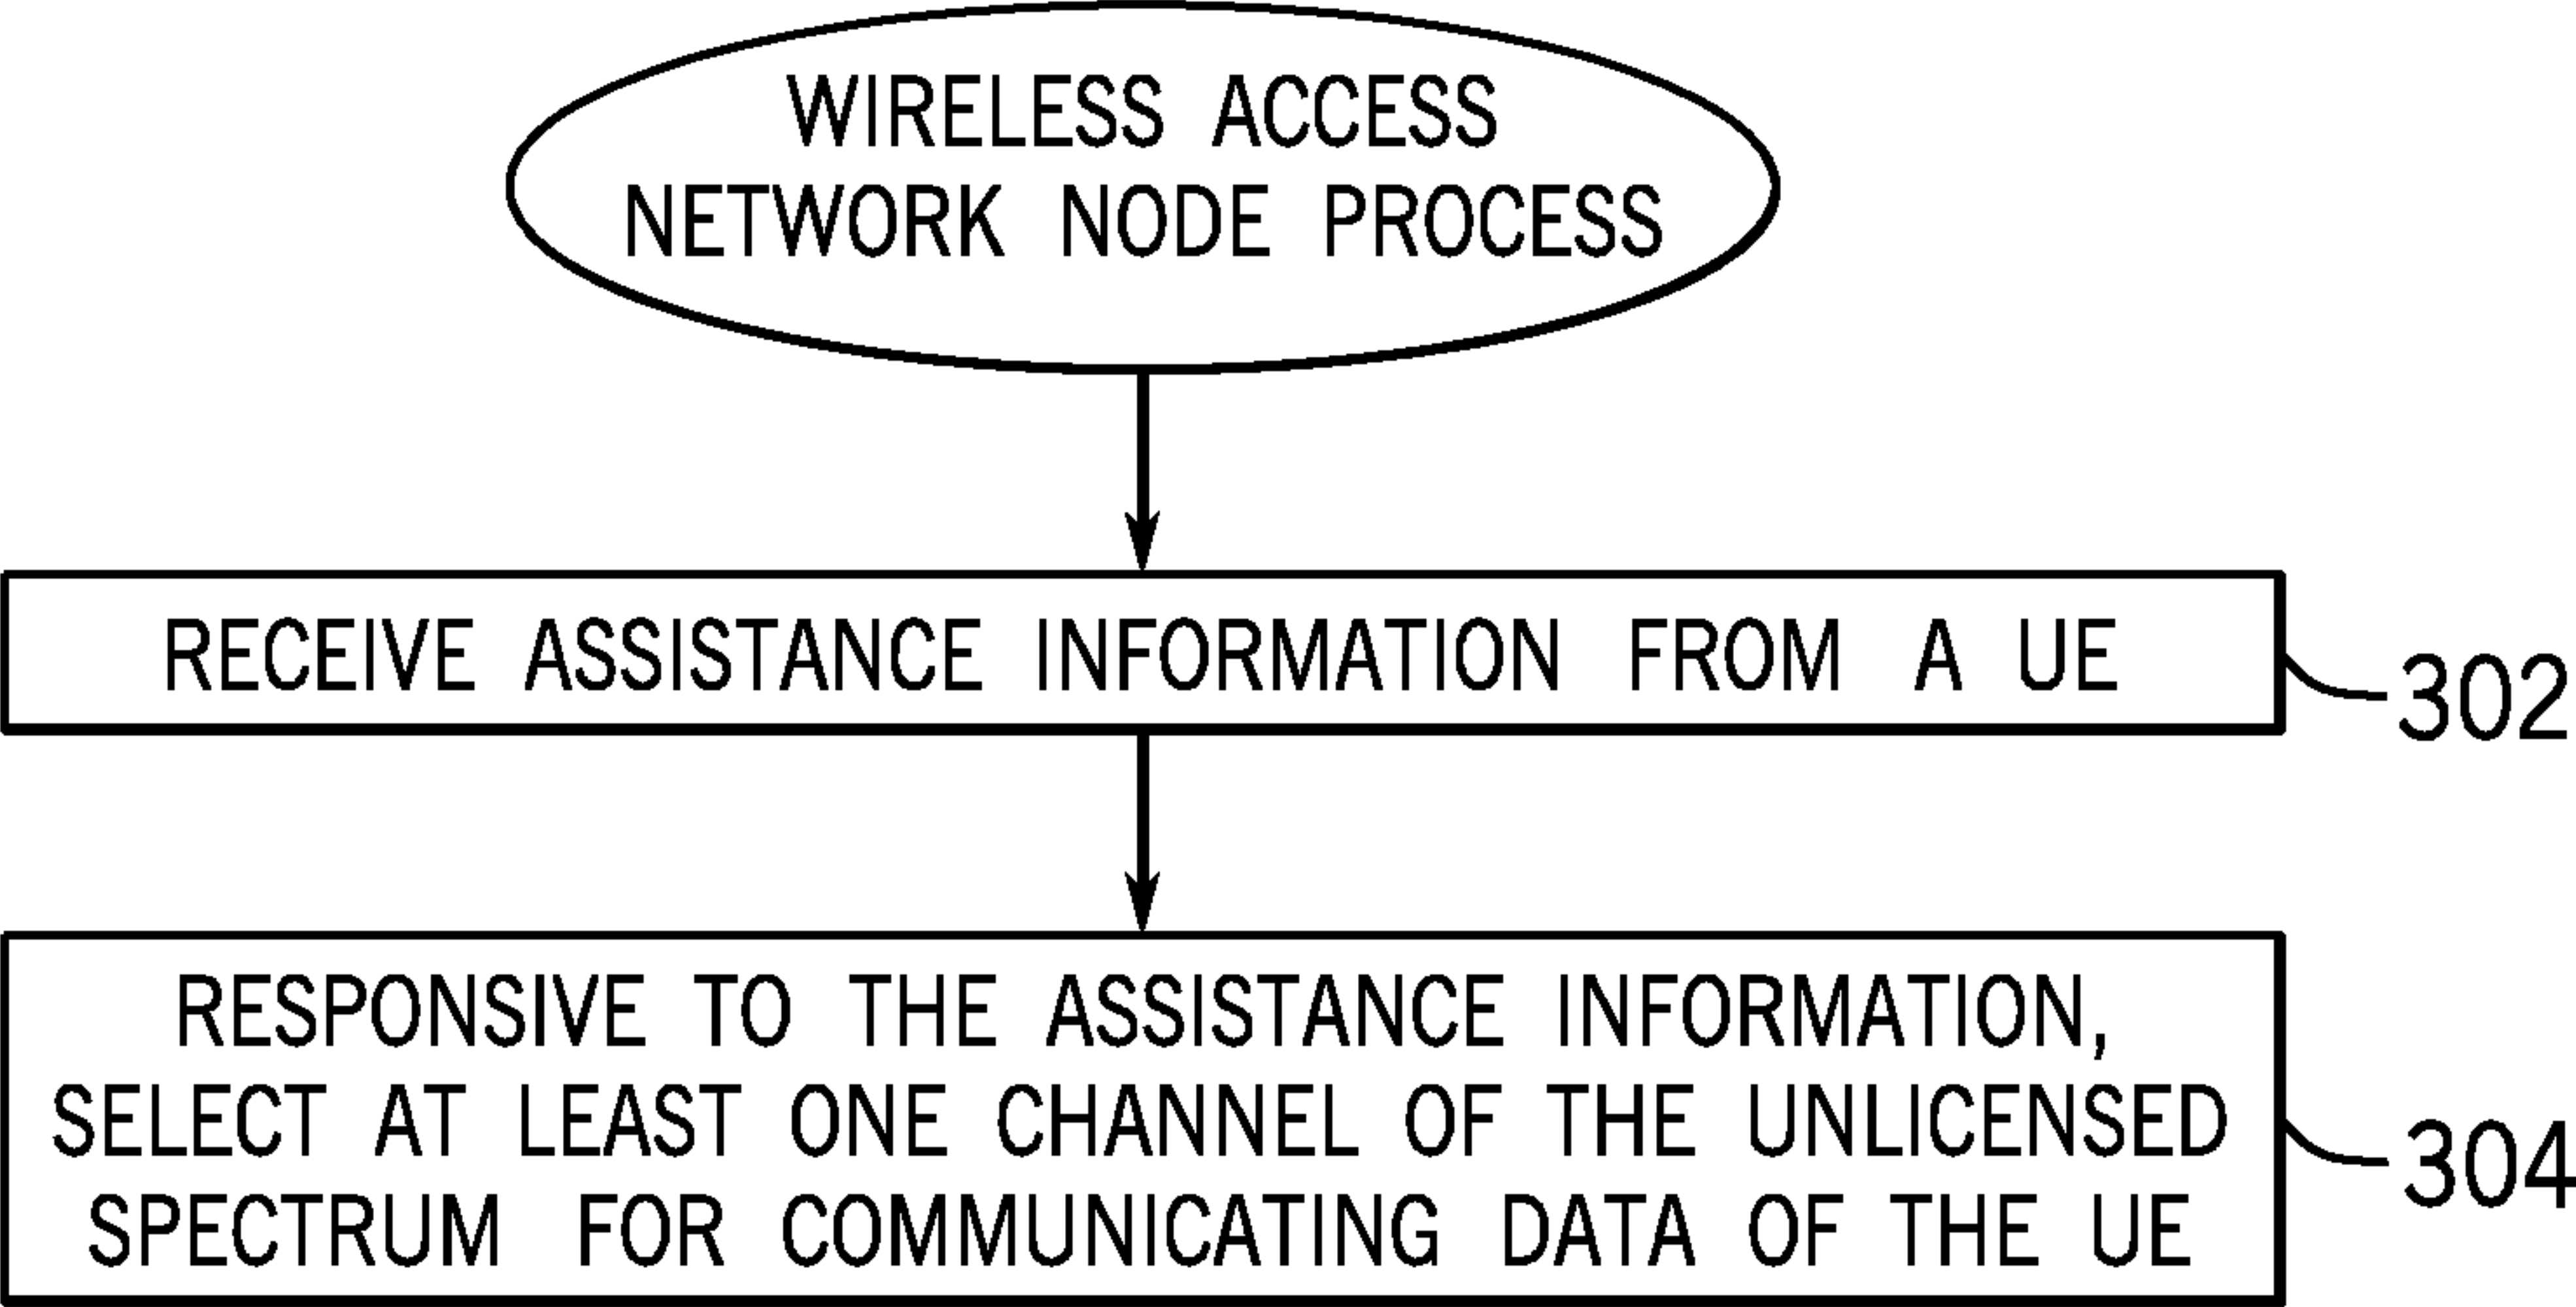 WIRELESS ACCESS
NETWORK NODE PROCESS
RECEIVE ASSISTANCE INFORMATION FROM A UE
302
RESPONSIVE TO THE ASSISTANCE INFORMATION,
SELECT AT LEAST ONE CHANNEL OF THE UNLICENSED
SPECTRUM FOR COMMUNICATING DATA OF THE UE
304